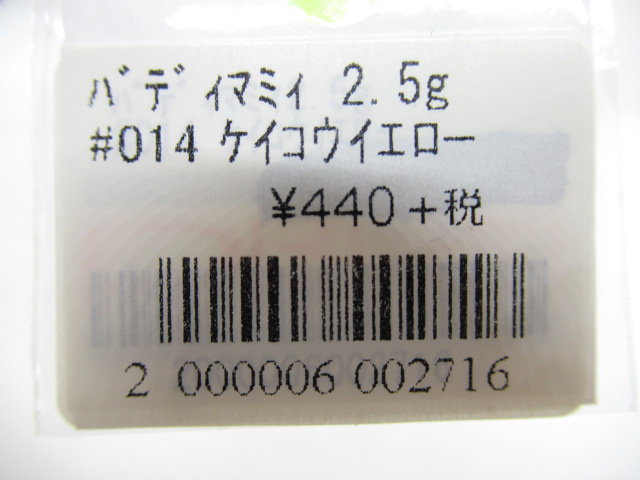 ﾊﾞﾃﾞｨﾏﾐｨ 2.5g
#014 ｹｲｺｳｲｴﾛｰ
¥440+税
2 000006 002716